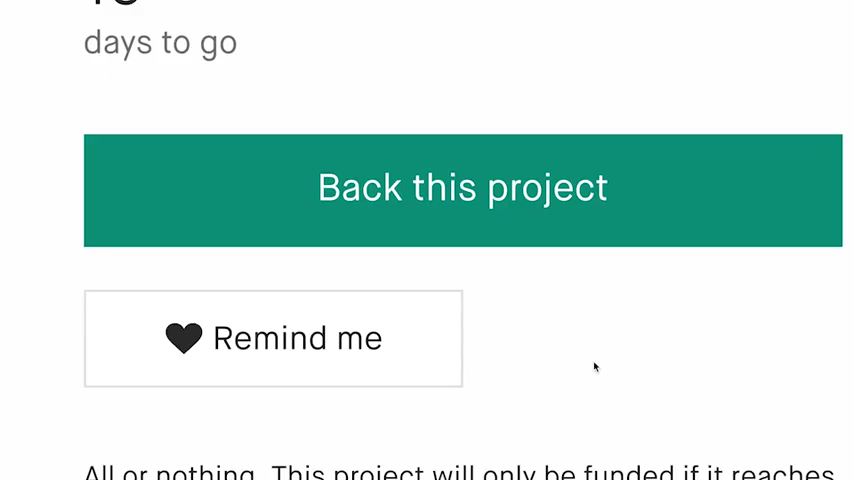 days to go
Back this project
Remind me
All or nothing. This project will only be funded if it reaches